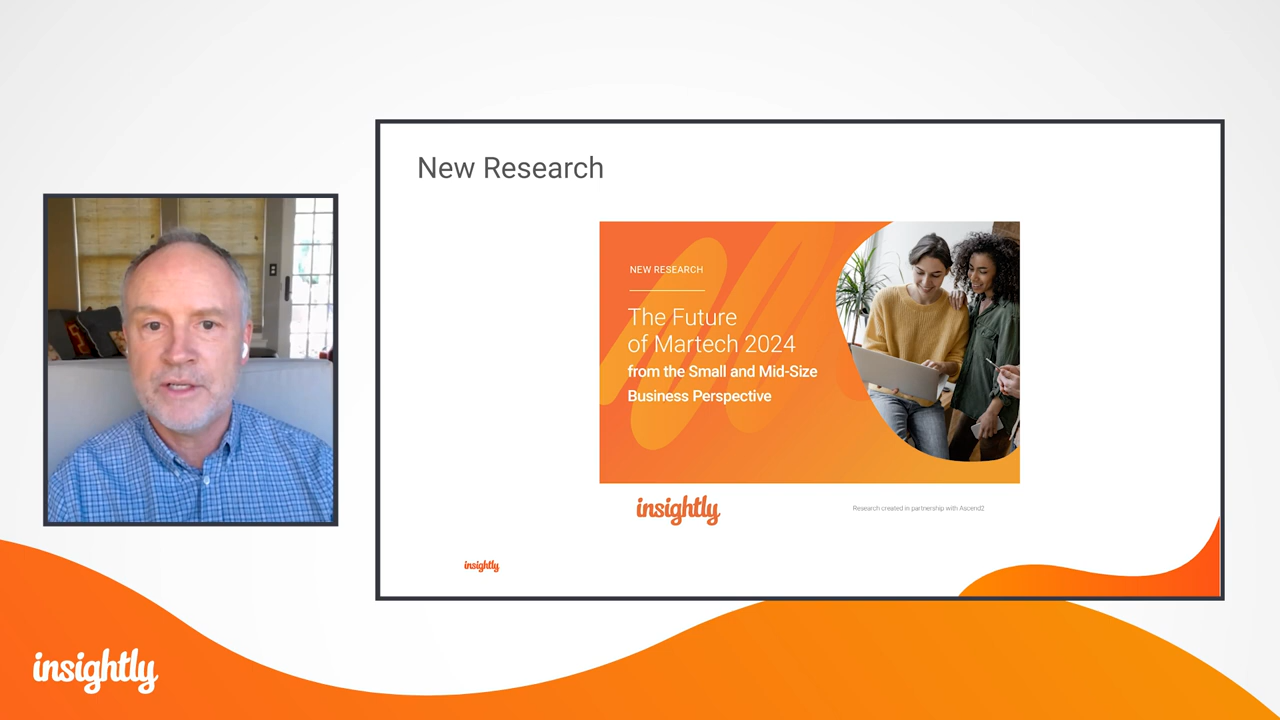 New Research
NEW RESEARCH
The Future
of Martech 2024
from the Small and Mid-Size
Business Perspective
insightly
Research created in partnership with Ascend2
insightly
insightly